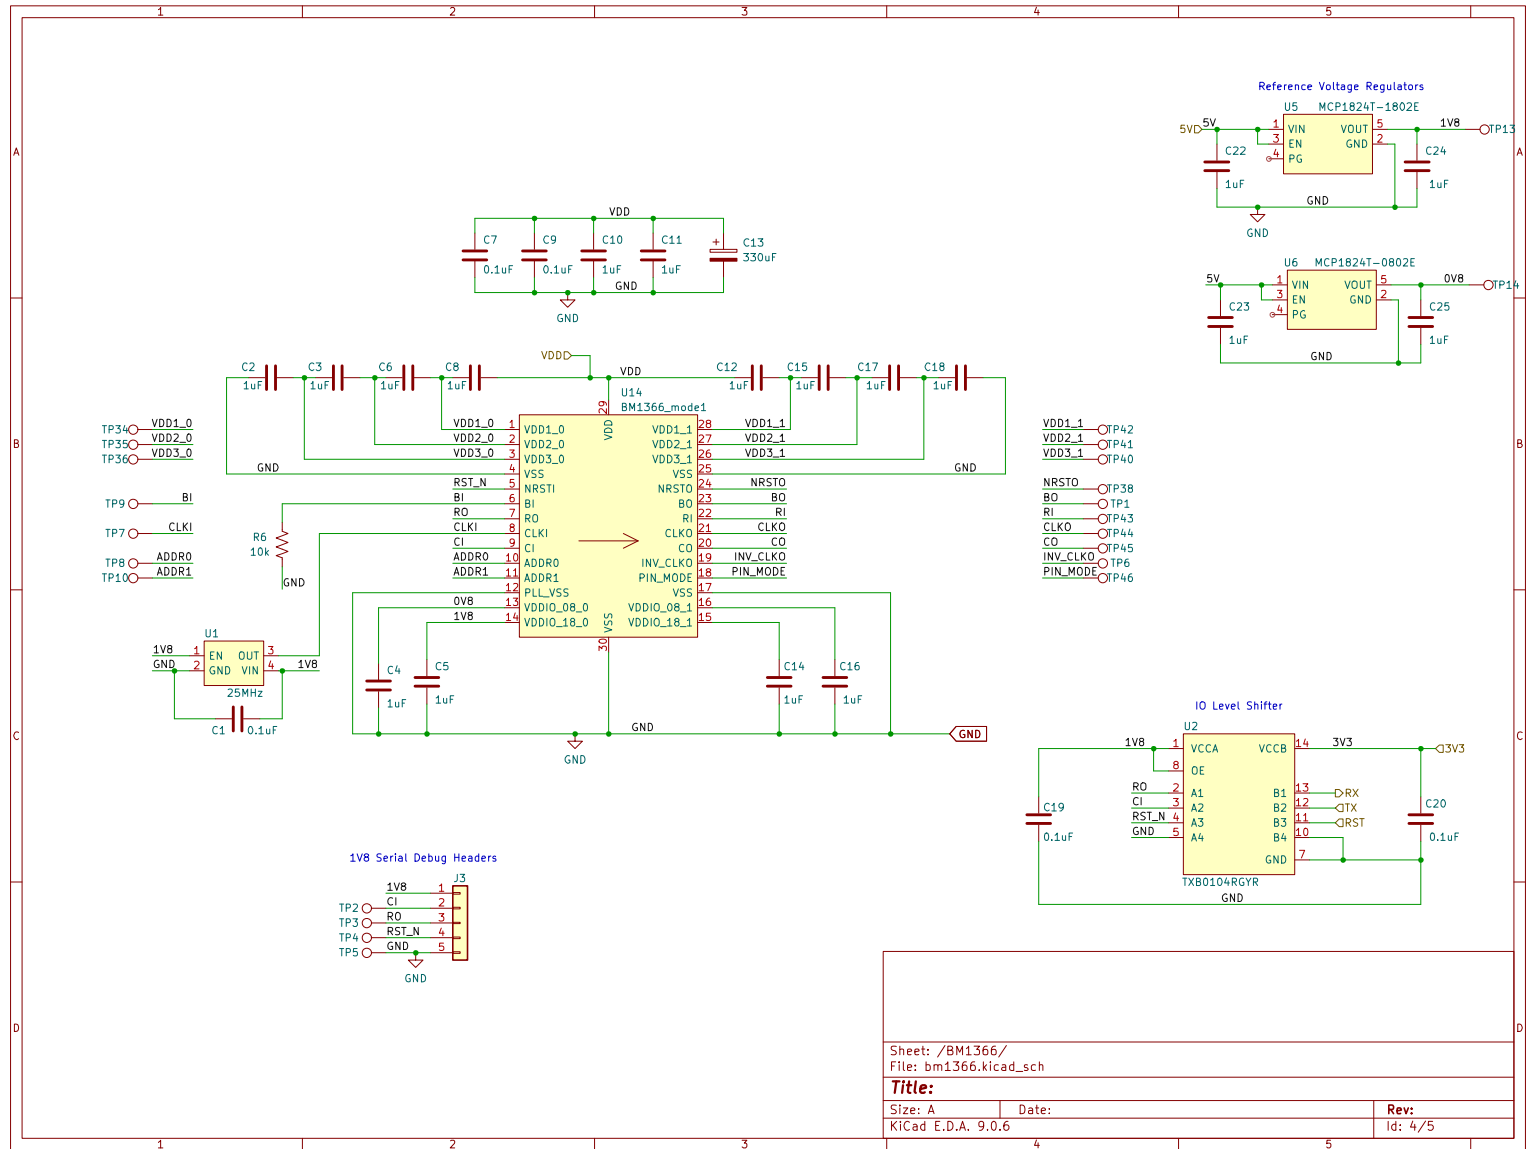 1 2 3 4 5
A
B
C
D
A
B
C
D
1 2 3 4 5
Reference Voltage Regulators
U5 MCP1824T-1802E
5V 5V
1 VIN
3 EN
4 PG
VOUT 5
GND 2
1V8 TP13
C22
1uF
C24
1uF
GND
GND
U6 MCP1824T-0802E
5V
1 VIN
3 EN
4 PG
VOUT 5
GND 2
0V8 TP14
C23
1uF
C25
1uF
GND
VDD
C7
0.1uF
C9
0.1uF
C10
1uF
C11
1uF
+ C13
330uF
GND
GND
VDD
VDD
C2
1uF
C3
1uF
C6
1uF
C8
1uF
C12
1uF
C15
1uF
C17
1uF
C18
1uF
U14
BM1366_mode1
29 VDD
TP34 VDD1_0
TP35 VDD2_0
TP36 VDD3_0
TP9 BI
TP7 CLKI
TP8 ADDR0
TP10 ADDR1
VDD1_0 1 VDD1_0
VDD2_0 2 VDD2_0
VDD3_0 3 VDD3_0
GND 4 VSS
RST_N 5 NRSTI
BI 6 BI
RO 7 RO
CLKI 8 CLKI
CI 9 CI
ADDR0 10 ADDR0
ADDR1 11 ADDR1
12 PLL_VSS
0V8 13 VDDIO_08_0
1V8 14 VDDIO_18_0
VDD1_1 28 VDD1_1
VDD2_1 27 VDD2_1
VDD3_1 26 VDD3_1
VSS 25 GND
NRSTO 24 NRSTO
BO 23 BO
RI 22 RI
CLKO 21 CLKO
CO 20 CO
INV_CLKO 19 INV_CLKO
PIN_MODE 18 PIN_MODE
VSS 17
VDDIO_08_1 16
VDDIO_18_1 15
VSS 30
VDD1_1 TP42
VDD2_1 TP41
VDD3_1 TP40
NRSTO TP38
BO TP1
RI TP43
CLKO TP44
CO TP45
INV_CLKO TP6
PIN_MODE TP46
R6
10k
GND
U1
1V8 1 EN OUT 3
GND 2 GND VIN 4 1V8
25MHz
C1 0.1uF
C4
1uF
C5
1uF
C14
1uF
C16
1uF
GND
GND
GND
IO Level Shifter
U2
1V8 1 VCCA VCCB 14 3V3 3V3
8 OE
RO 2 A1 B1 13 RX
CI 3 A2 B2 12 TX
RST_N 4 A3 B3 11 RST
GND 5 A4 B4 10
GND 7
TXB0104RGYR
C19
0.1uF
C20
0.1uF
GND
1V8 Serial Debug Headers
J3
1V8 1
TP2 CI 2
TP3 RO 3
TP4 RST_N 4
TP5 GND 5
GND
Sheet: /BM1366/
File: bm1366.kicad_sch
Title:
Size: A Date: Rev:
KiCad E.D.A. 9.0.6 Id: 4/5